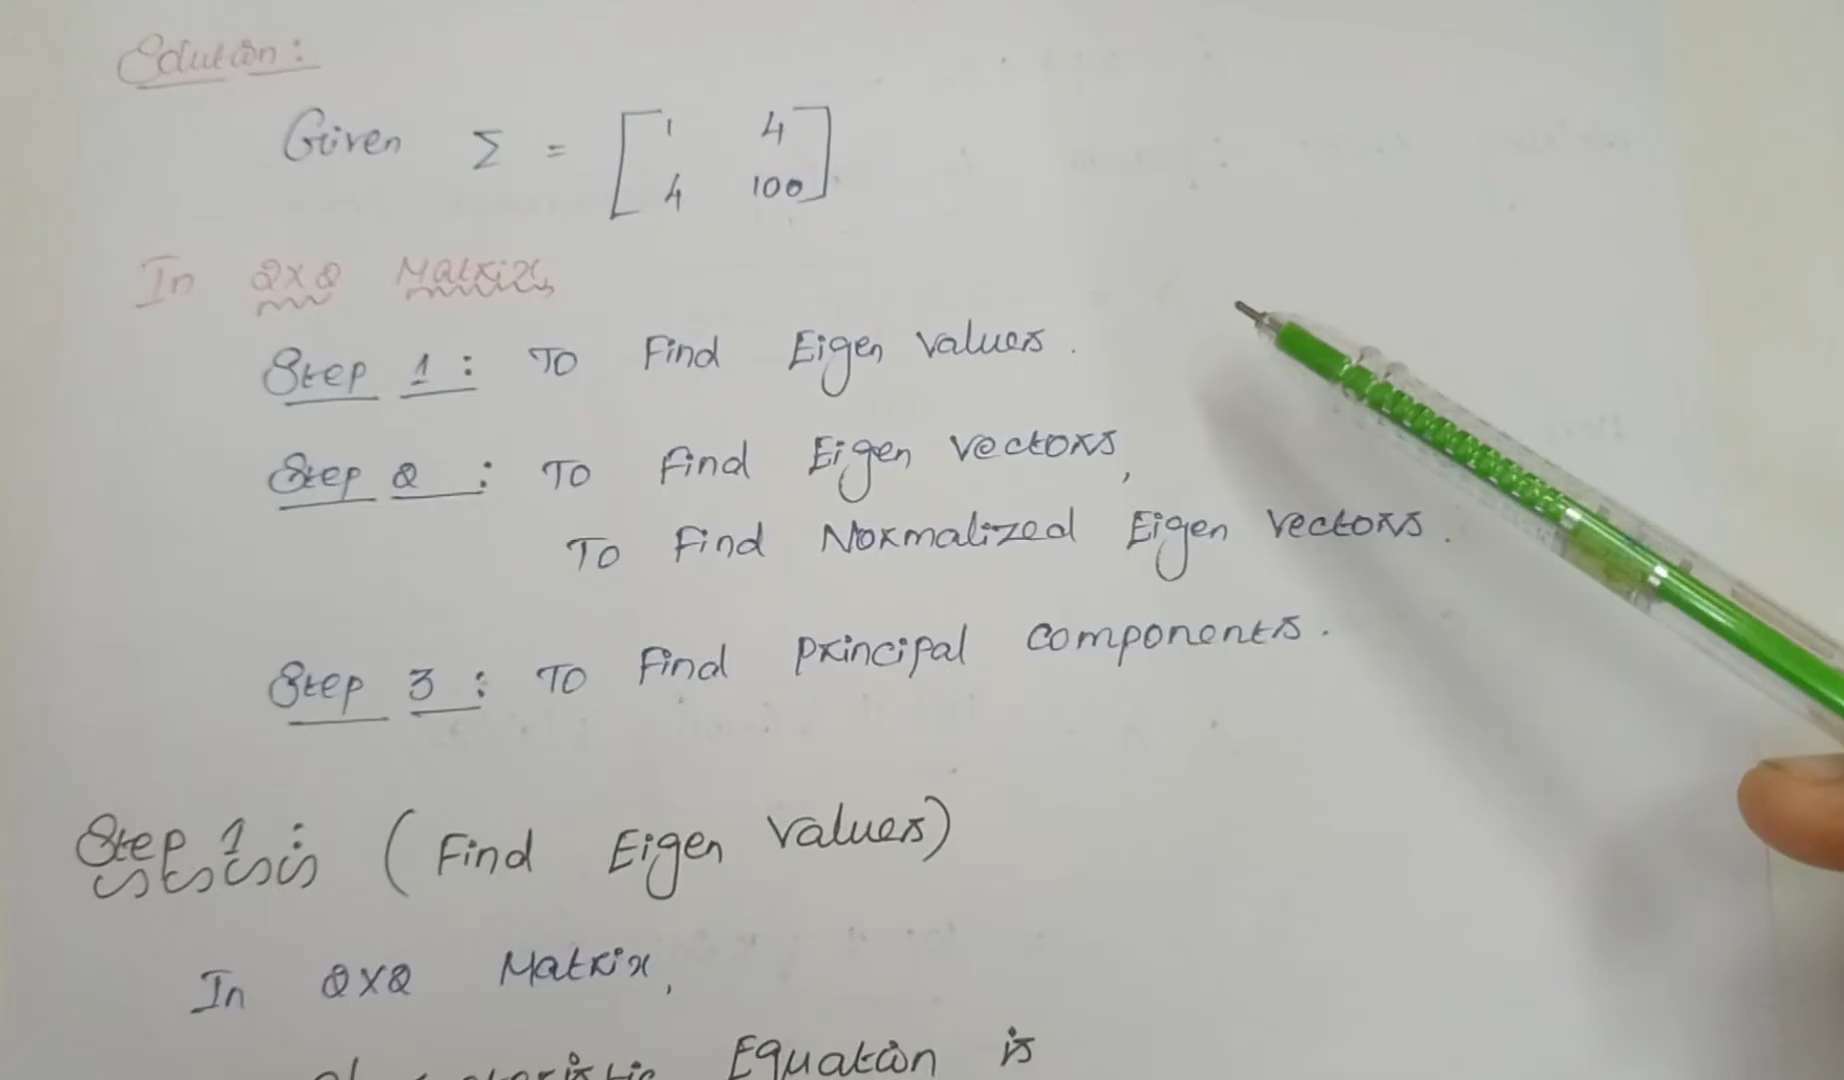 Solution:
Given Σ = [ 1 4
4 100 ]
In 2x2 Matrix,
Step 1: To Find Eigen values.
Step 2: To Find Eigen vectors,
To Find Normalized Eigen vectors.
Step 3: To Find Principal components.
Step 1: (Find Eigen values)
In 2x2 Matrix,
Equation is